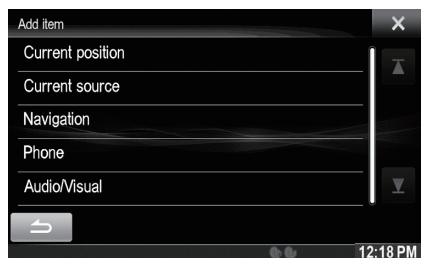 Add item
Current position
Current source
Navigation
Phone
Audio/Visual
12:18 PM